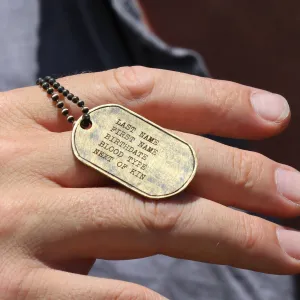 LAST NAME
FIRST NAME
BIRTHDATE
BLOOD TYPE
NEXT OF KIN